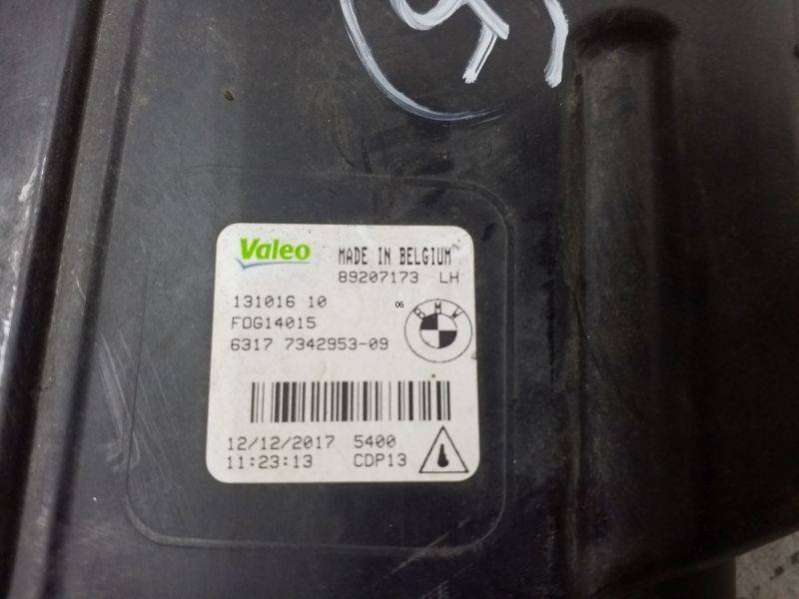 Valeo MADE IN BELGIUM
89207173 LH
131016 10
06 BMW
FOG14015
6317 7342953-09
12/12/2017 5400
11:23:13 CDP13